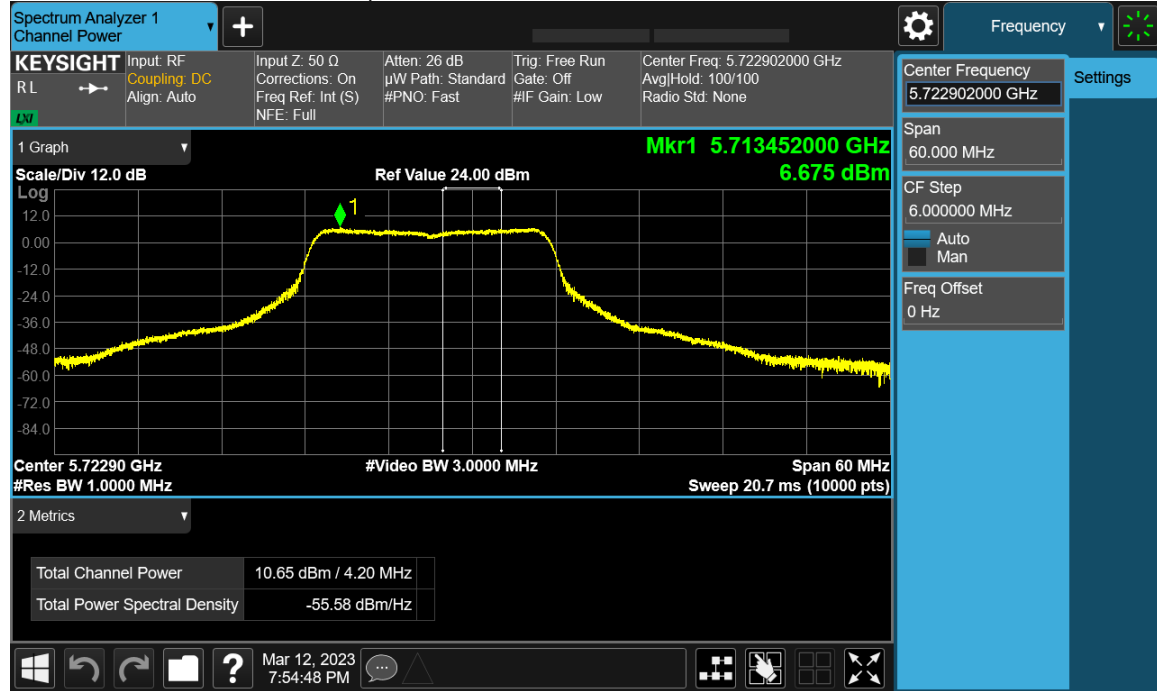 Spectrum Analyzer 1
Channel Power
+
Frequency
KEYSIGHT
R L
LXI
Input: RF
Coupling: DC
Align: Auto
Input Z: 50 Ω
Corrections: On
Freq Ref: Int (S)
NFE: Full
Atten: 26 dB
µW Path: Standard
#PNO: Fast
Trig: Free Run
Gate: Off
#IF Gain: Low
Center Freq: 5.722902000 GHz
Avg|Hold: 100/100
Radio Std: None
Center Frequency
5.722902000 GHz
Settings
Span
60.000 MHz
CF Step
6.000000 MHz
Auto
Man
Freq Offset
0 Hz
1 Graph
Mkr1 5.713452000 GHz
6.675 dBm
Scale/Div 12.0 dB
Ref Value 24.00 dBm
Log
1
12.0
0.00
-12.0
-24.0
-36.0
-48.0
-60.0
-72.0
-84.0
Center 5.72290 GHz
#Video BW 3.0000 MHz
Span 60 MHz
#Res BW 1.0000 MHz
Sweep 20.7 ms (10000 pts)
2 Metrics
Total Channel Power 10.65 dBm / 4.20 MHz
Total Power Spectral Density -55.58 dBm/Hz
?
Mar 12, 2023
7:54:48 PM